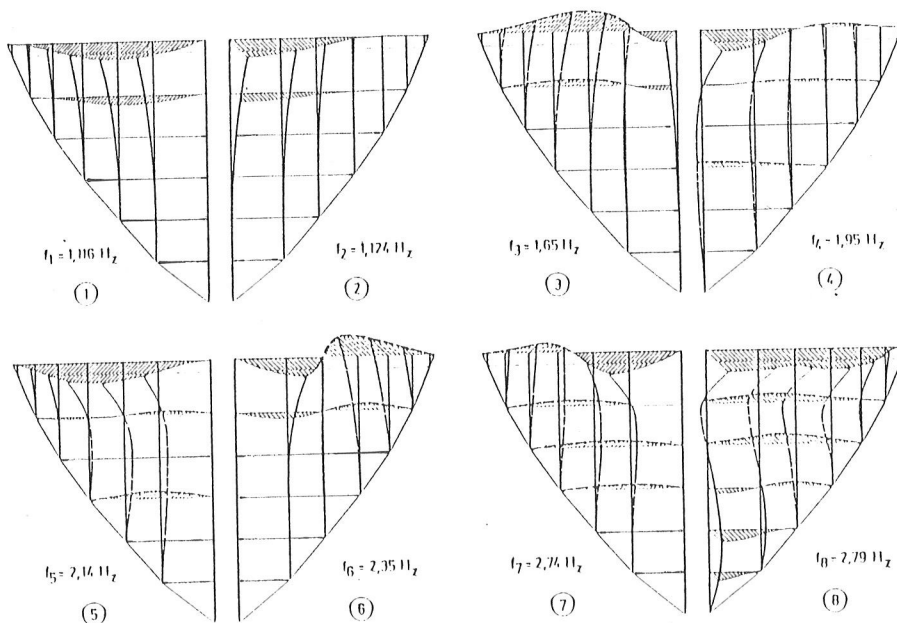 f1 = 1,116 Hz
f2 = 1,124 Hz
f3 = 1,65 Hz
f4 = 1,95 Hz
1
2
3
4
f5 = 2,14 Hz
f6 = 2,35 Hz
f7 = 2,74 Hz
f8 = 2,79 Hz
5
6
7
8